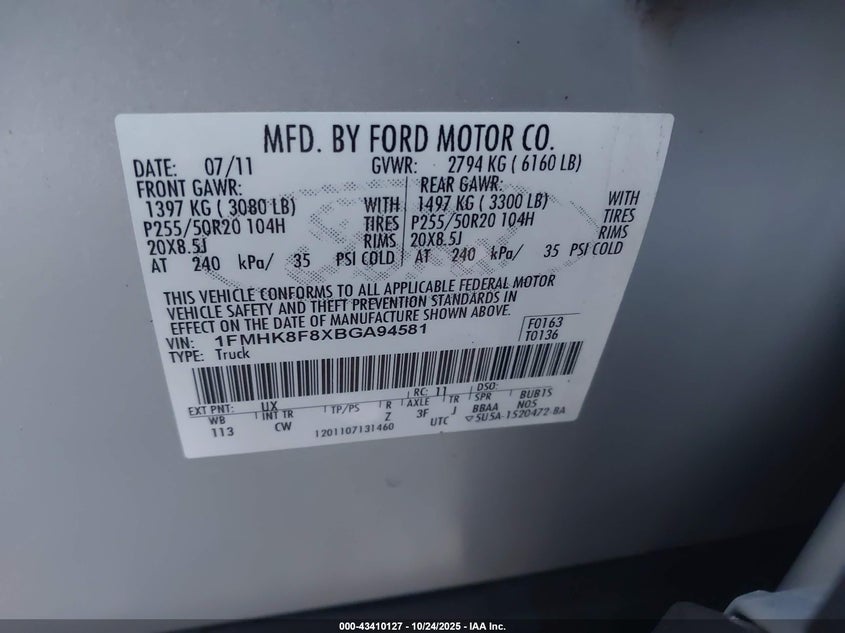 MFD. BY FORD MOTOR CO.
DATE: 07/11 GVWR: 2794 KG ( 6160 LB)
FRONT GAWR: REAR GAWR:
1397 KG ( 3080 LB) WITH 1497 KG ( 3300 LB) WITH
P255/50R20 104H TIRES P255/50R20 104H TIRES
20X8.5J RIMS 20X8.5J RIMS
AT 240 kPa/ 35 PSI COLD AT 240 kPa/ 35 PSI COLD
THIS VEHICLE CONFORMS TO ALL APPLICABLE FEDERAL MOTOR
VEHICLE SAFETY AND THEFT PREVENTION STANDARDS IN
EFFECT ON THE DATE OF MANUFACTURE SHOWN ABOVE.
VIN: 1FMHK8F8XBGA94581 F0163
TYPE: Truck T0136
EXT PNT: UX RC: 11 DSO:
WB INT TR TP/PS R AXLE TR SPR BUB1S
113 CW Z 3F J BBAA N05
1201107131460 UTC 5U5A-1520472-BA
000-43410127 - 10/24/2025 - IAA Inc.